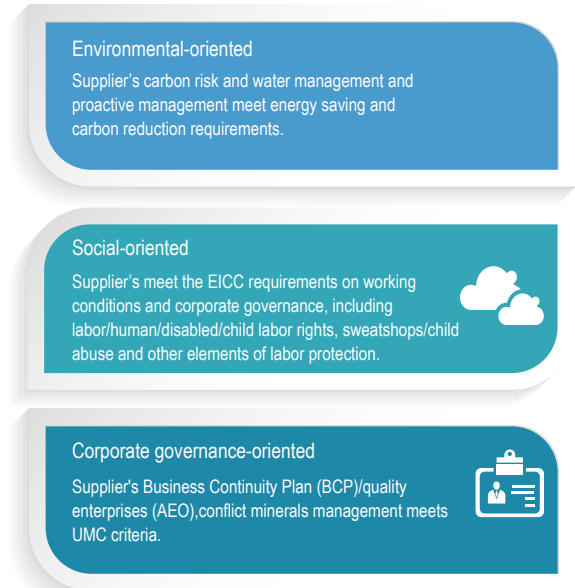 Environmental-oriented
Supplier's carbon risk and water management and
proactive management meet energy saving and
carbon reduction requirements.
Social-oriented
Supplier's meet the EICC requirements on working
conditions and corporate governance, including
labor/human/disabled/child labor rights, sweatshops/child
abuse and other elements of labor protection.
Corporate governance-oriented
Supplier's Business Continuity Plan (BCP)/quality
enterprises (AEO),conflict minerals management meets
UMC criteria.